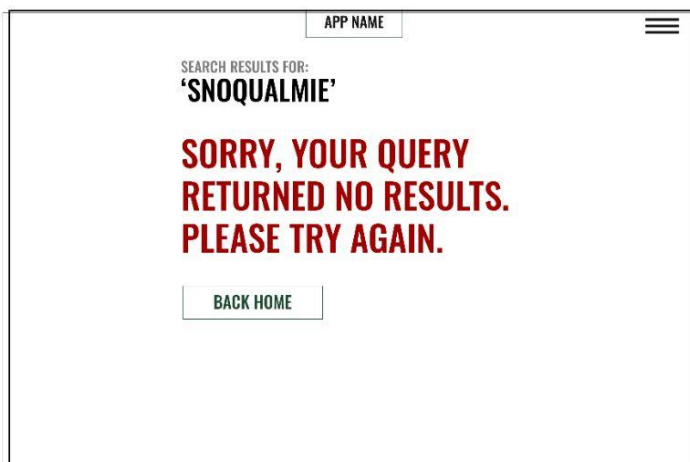 APP NAME
SEARCH RESULTS FOR:
‘SNOQUALMIE’
SORRY, YOUR QUERY
RETURNED NO RESULTS.
PLEASE TRY AGAIN.
BACK HOME